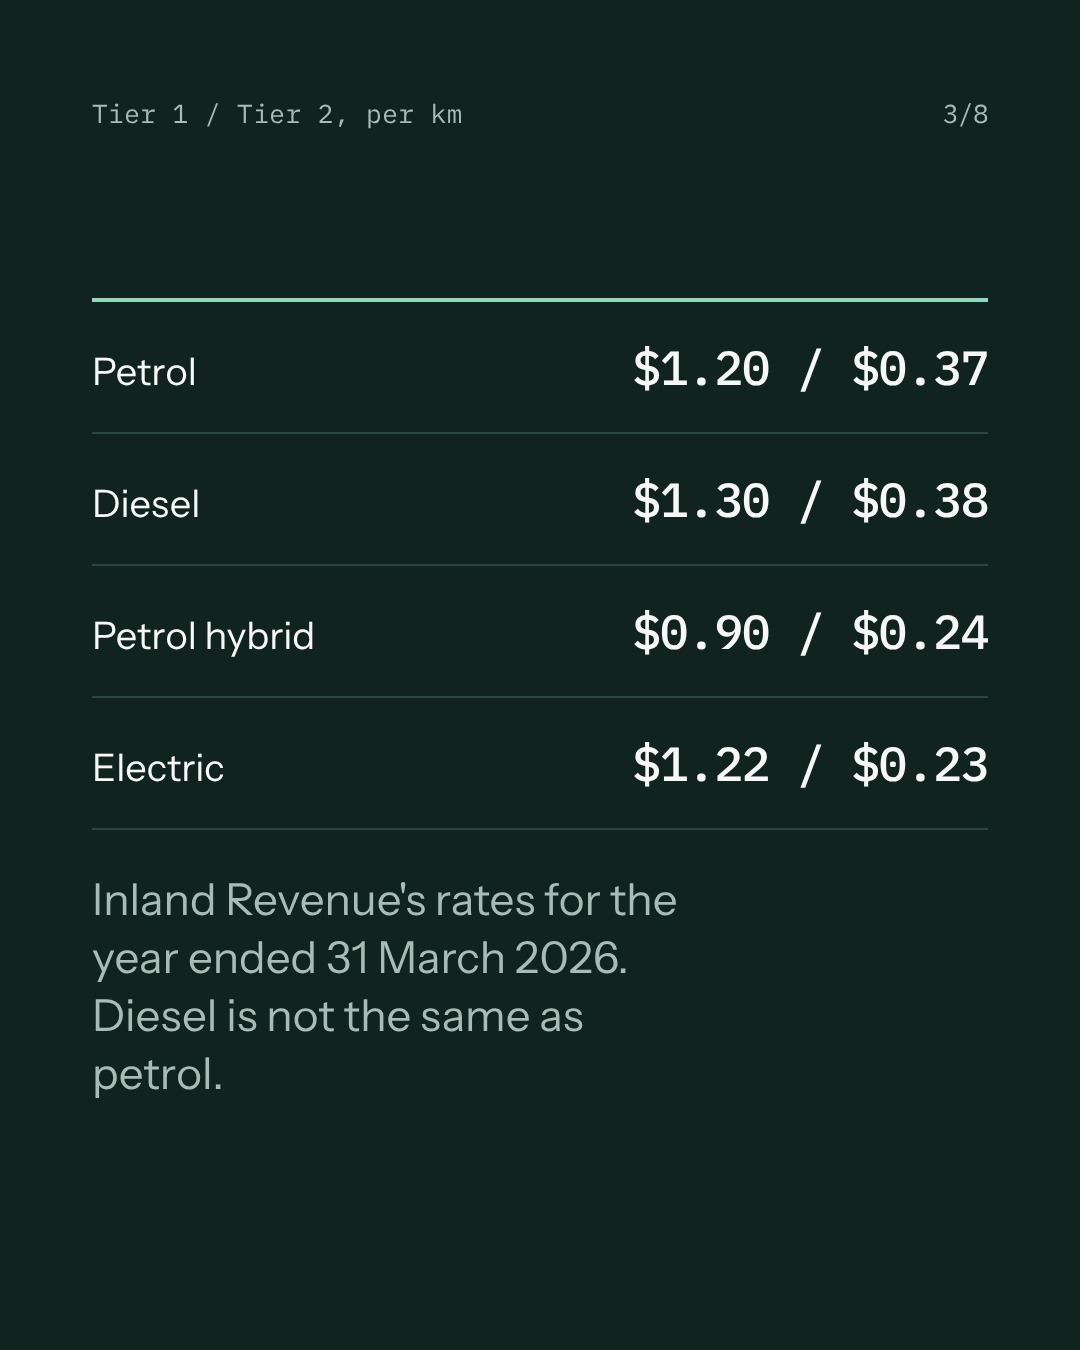 Tier 1 / Tier 2, per km 3/8
Petrol $1.20 / $0.37
Diesel $1.30 / $0.38
Petrol hybrid $0.90 / $0.24
Electric $1.22 / $0.23
Inland Revenue's rates for the
year ended 31 March 2026.
Diesel is not the same as
petrol.